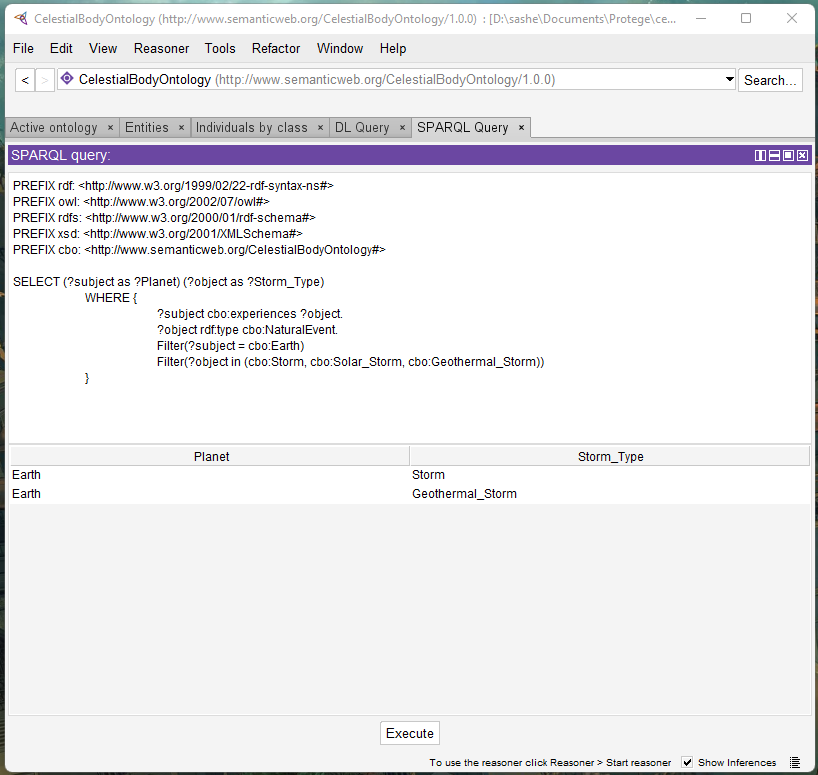 CelestialBodyOntology (http://www.semanticweb.org/CelestialBodyOntology/1.0.0) : [D:\sashe\Documents\Protege\ce...
File Edit View Reasoner Tools Refactor Window Help
< > CelestialBodyOntology (http://www.semanticweb.org/CelestialBodyOntology/1.0.0) Search...
Active ontology × Entities × Individuals by class × DL Query × SPARQL Query ×
SPARQL query:
PREFIX rdf: <http://www.w3.org/1999/02/22-rdf-syntax-ns#>
PREFIX owl: <http://www.w3.org/2002/07/owl#>
PREFIX rdfs: <http://www.w3.org/2000/01/rdf-schema#>
PREFIX xsd: <http://www.w3.org/2001/XMLSchema#>
PREFIX cbo: <http://www.semanticweb.org/CelestialBodyOntology#>
SELECT (?subject as ?Planet) (?object as ?Storm_Type)
WHERE {
?subject cbo:experiences ?object.
?object rdf:type cbo:NaturalEvent.
Filter(?subject = cbo:Earth)
Filter(?object in (cbo:Storm, cbo:Solar_Storm, cbo:Geothermal_Storm))
}
Planet Storm_Type
Earth Storm
Earth Geothermal_Storm
Execute
To use the reasoner click Reasoner > Start reasoner Show Inferences